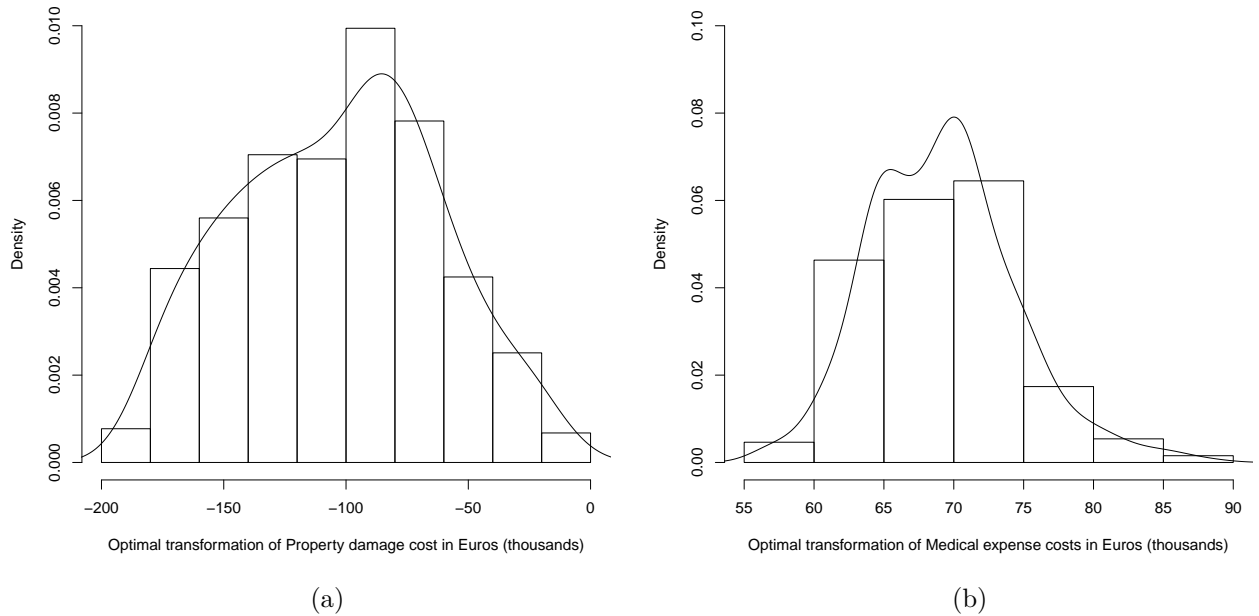 Density
0.000 0.002 0.004 0.006 0.008 0.010
−200 −150 −100 −50 0
Optimal transformation of Property damage cost in Euros (thousands)
(a)
Density
0.00 0.02 0.04 0.06 0.08 0.10
55 60 65 70 75 80 85 90
Optimal transformation of Medical expense costs in Euros (thousands)
(b)